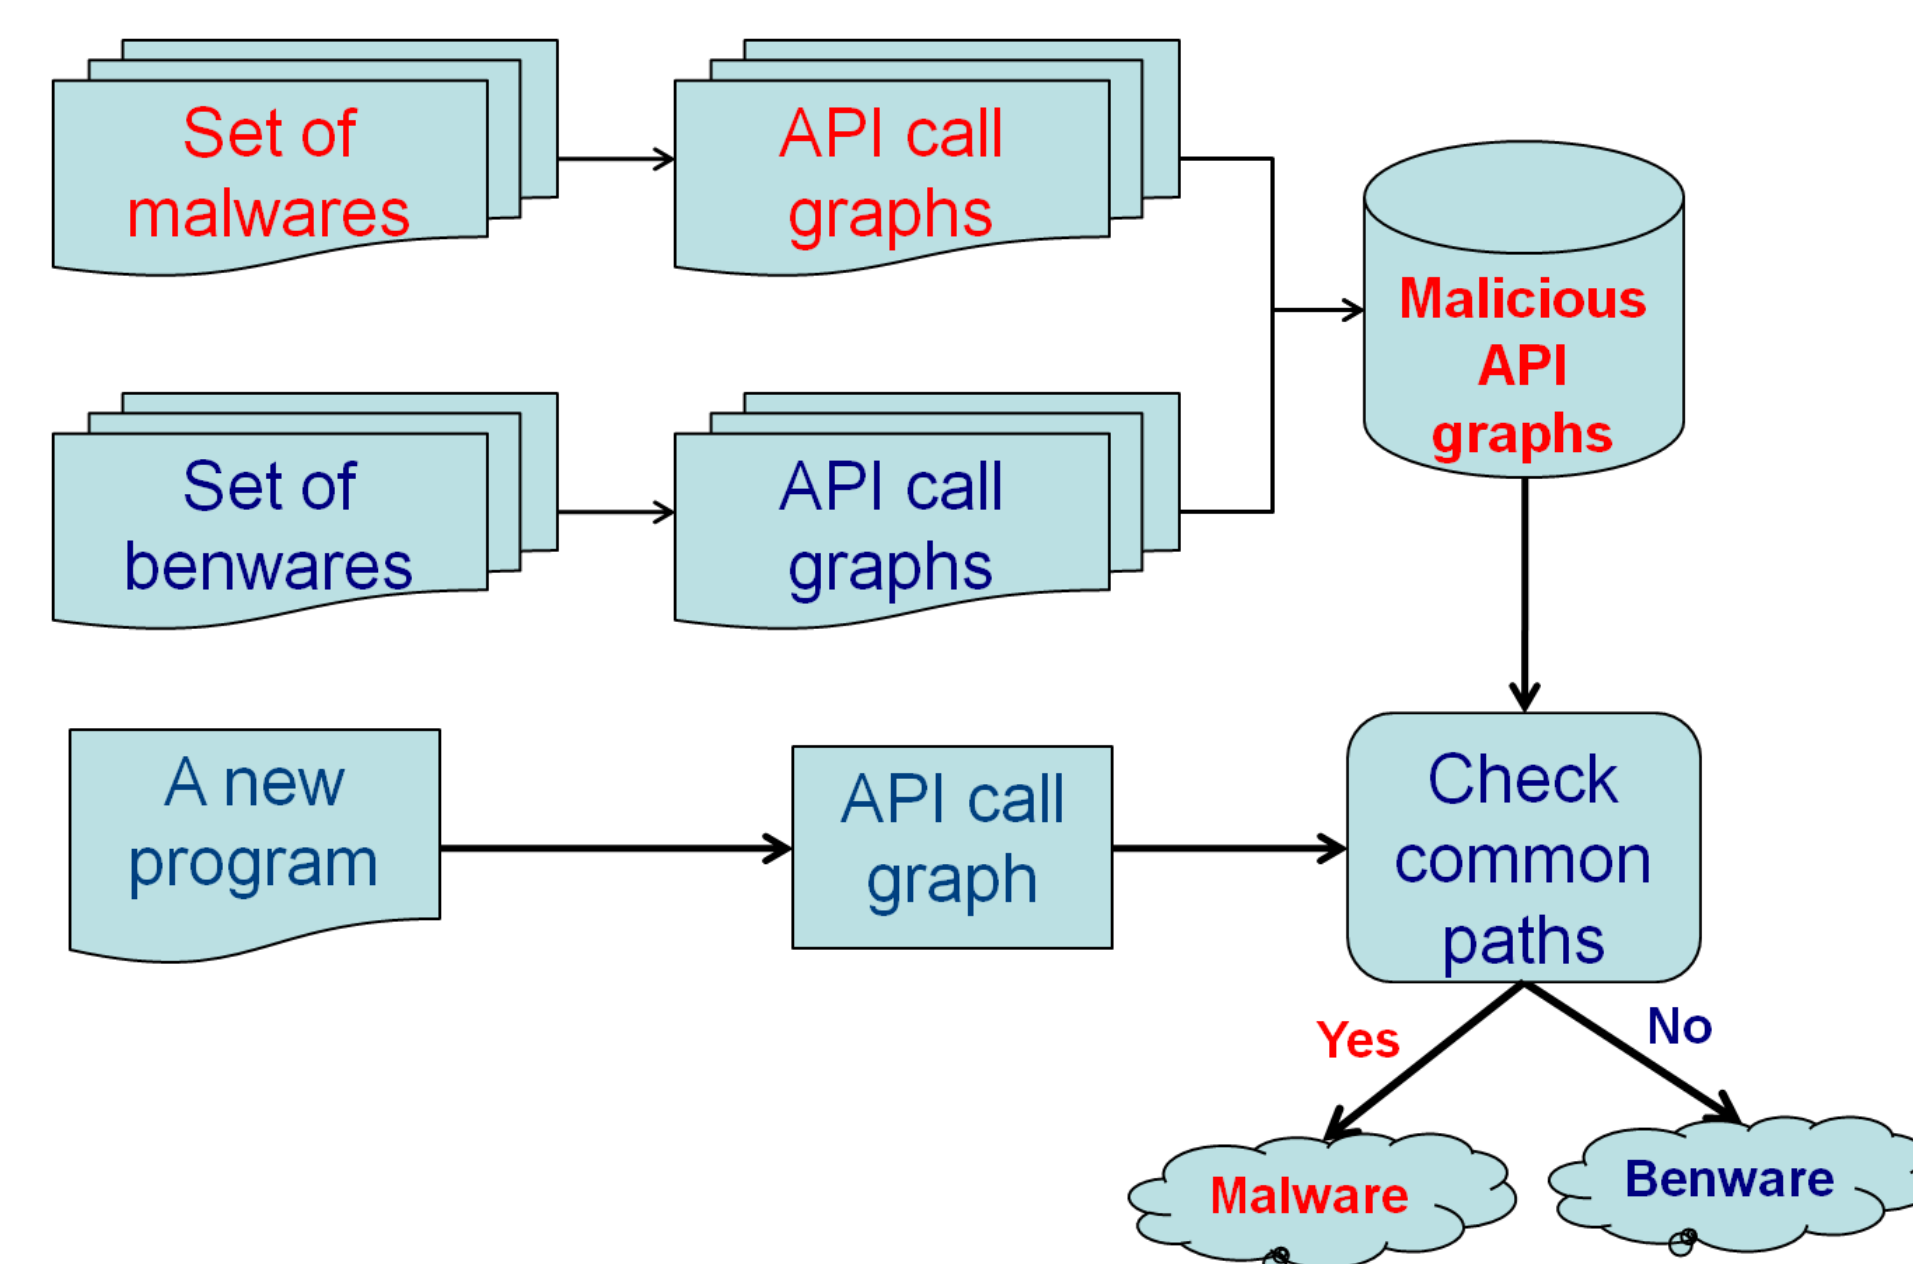 Set of
malwares
API call
graphs
Malicious
API
graphs
Set of
benwares
API call
graphs
A new
program
API call
graph
Check
common
paths
Yes
No
Malware
Benware